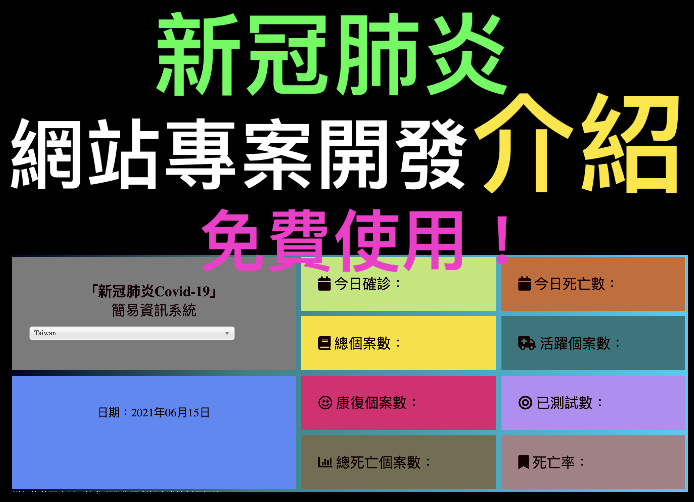 新冠肺炎
網站專案開發介紹
免費使用！
「新冠肺炎Covid-19」
簡易資訊系統
Taiwan
日期：2021年06月15日
今日確診：
今日死亡數：
總個案數：
活躍個案數：
康復個案數：
已測試數：
總死亡個案數：
死亡率：